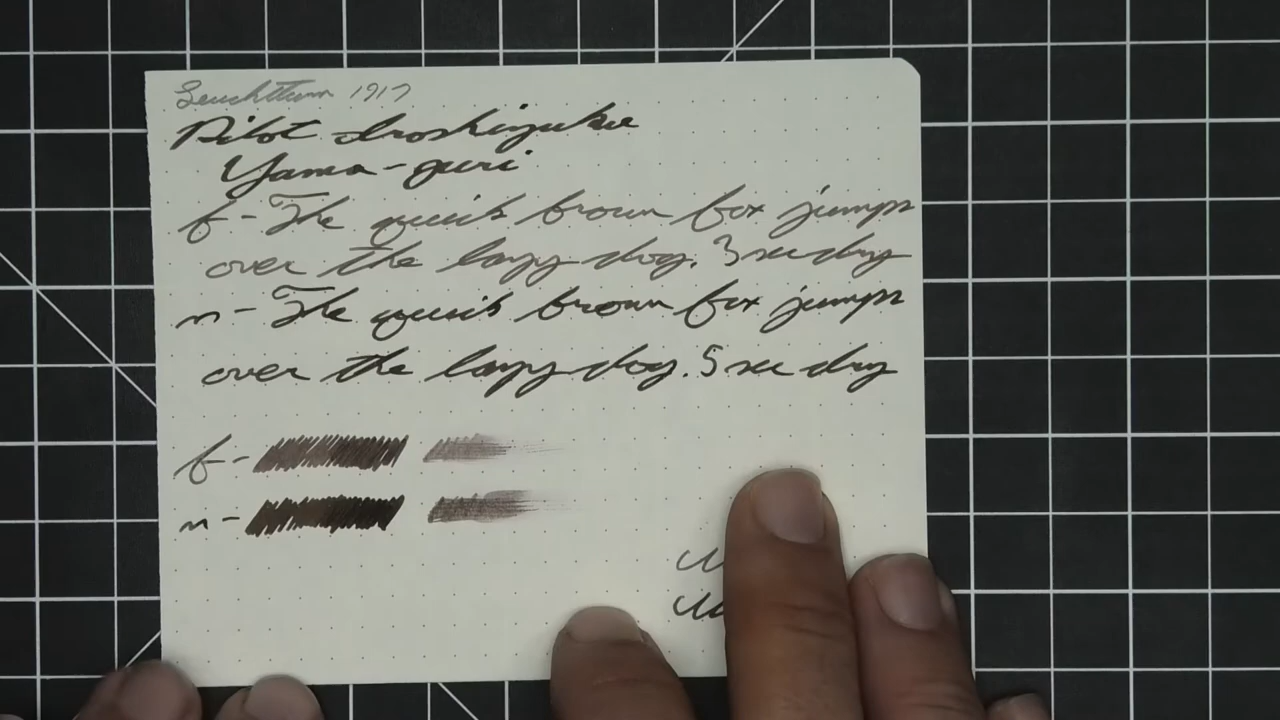 Leuchtturm 1917
Pilot Iroshizuku
Yama-guri
f - The quick brown fox jumps
over the lazy dog. 3 sec dry
m - The quick brown fox jumps
over the lazy dog. 5 sec dry
f -
m -